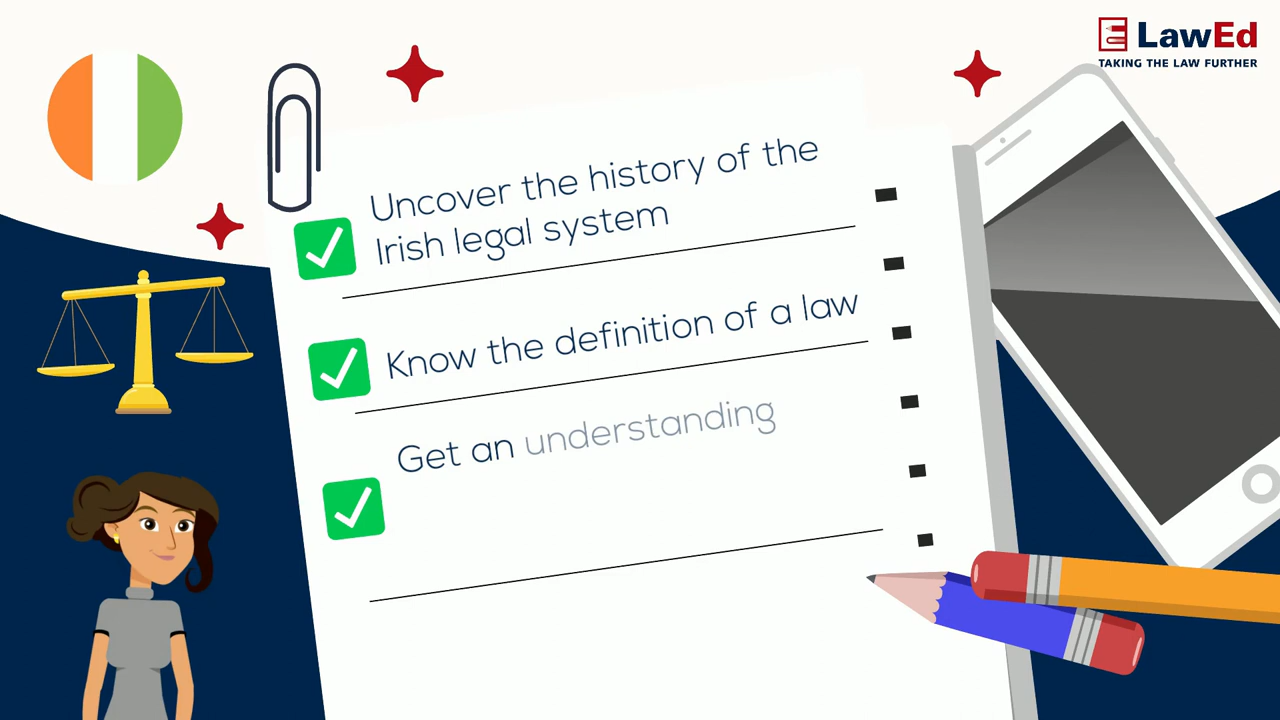 LawEd
TAKING THE LAW FURTHER
Uncover the history of the
Irish legal system
Know the definition of a law
Get an understanding